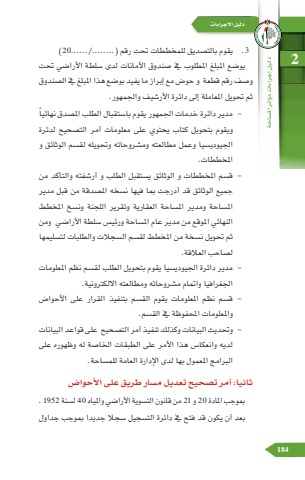 دليل الاجراءات
2
دليل إجراءات دوائر المساحة
3. يقوم بالتصديق للمخططات تحت رقم (......../......20)
يوضع المبلغ المطلوب في صندوق الأمانات لدى سلطة الأراضي تحت
وصف رقم قطعة و حوض مع إبراز ما يفيد بوضع هذا المبلغ في الصندوق
ثم تحويل المعاملة إلى دائرة الأرشيف والجمهور.
- مدير دائرة خدمات الجمهور يقوم باستقبال الطلب المصدق نهائياً
ويقوم بتحويل كتاب يحتوي على معلومات أمر التصحيح لدئرة
الجيوديسيا وعمل مطالعته ومشروحاته وتحويله لقسم الوثائق و
المخططات.
- قسم المخططات و الوثائق يستقبل الطلب و أرشفته والتأكد من
جميع الوثائق قد أدرجت بما فيها نسخه المصدقة من قبل مدير
المساحة ومدير المساحة العقارية وتقرير اللجنة ونسخ المخطط
النهائي الموقع من مدير عام المساحة ورئيس سلطة الأراضي ومن
ثم تحويل نسخة من المخطط لقسم السجلات والطلبات لتسليمها
لصاحب العلاقة.
- مدير دائرة الجيوديسيا يقوم بتحويل الطلب لقسم نظم المعلومات
الجغرافيا واتمام مشروحاته ومطالعته الالكترونية.
- قسم نظم المعلومات يقوم القسم بتنفيذ القرار على الأحواض
والمعلومات المحفوظة في القسم.
- وتحديث البيانات وكذلك تنفيذ أمر التصحيح على قواعد البيانات
لديه وانعكاس هذا الأمر على الطبقات الخاصة له وظهوره على
البرامج المعمول بها لدى الإدارة العامة للمساحة.
ثانيا: أمر تصحيح تعديل مسار طريق على الأحواض
بموجب المادة 20 و 21 من قانون التسوية الأراضي والمياه 40 لسنة 1952 .
بعد أن يكون قد فتح في دائرة التسجيل سجلا جديدا بموجب جداول
184